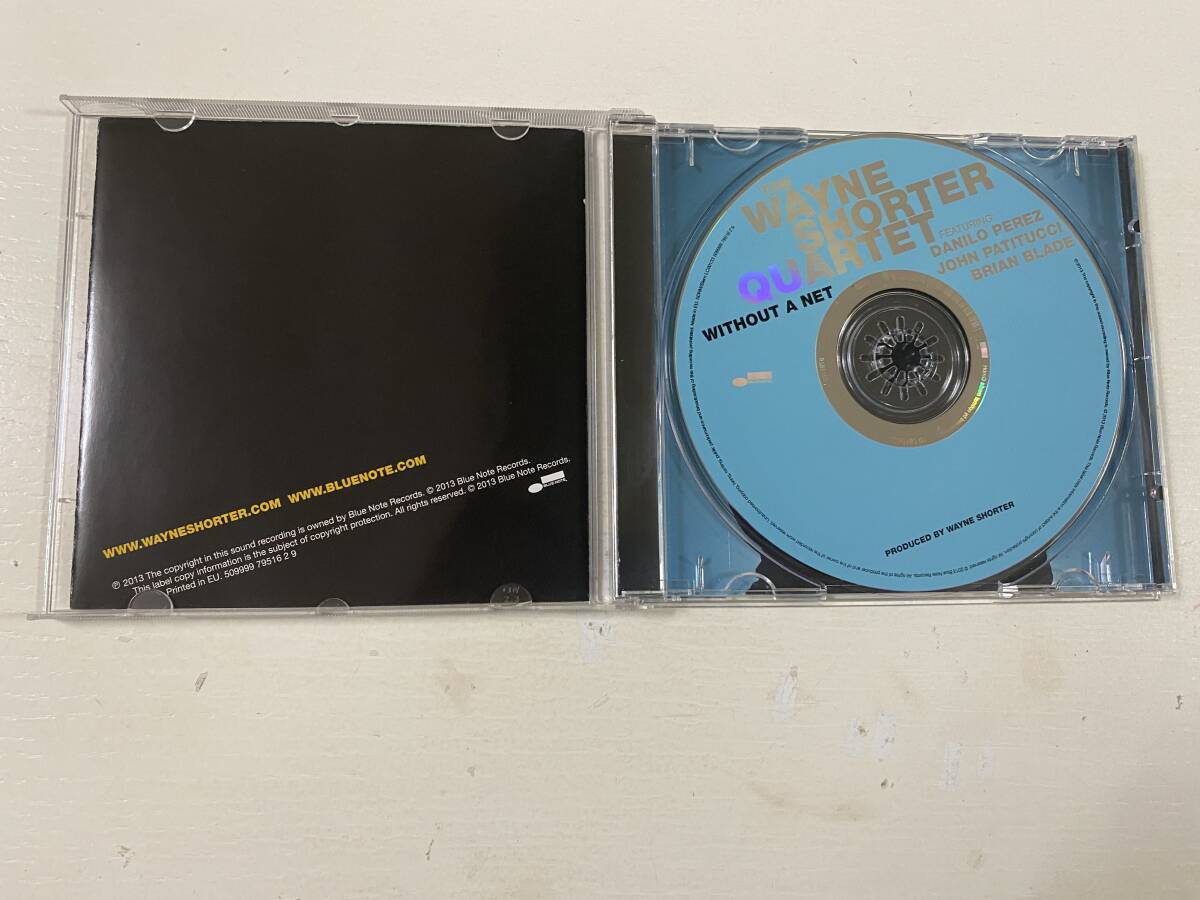 WWW.WAYNESHORTER.COM WWW.BLUENOTE.COM
℗ 2013 The copyright in this sound recording is owned by Blue Note Records. © 2013 Blue Note Records.
This label copy information is the subject of copyright protection. All rights reserved. © 2013 Blue Note Records.
Printed in EU. 509999 79516 2 9
BLUE NOTE
THE
WAYNE
SHORTER
QUARTET
FEATURING
DANILO PEREZ
JOHN PATITUCCI
BRIAN BLADE
WITHOUT A NET
PRODUCED BY WAYNE SHORTER